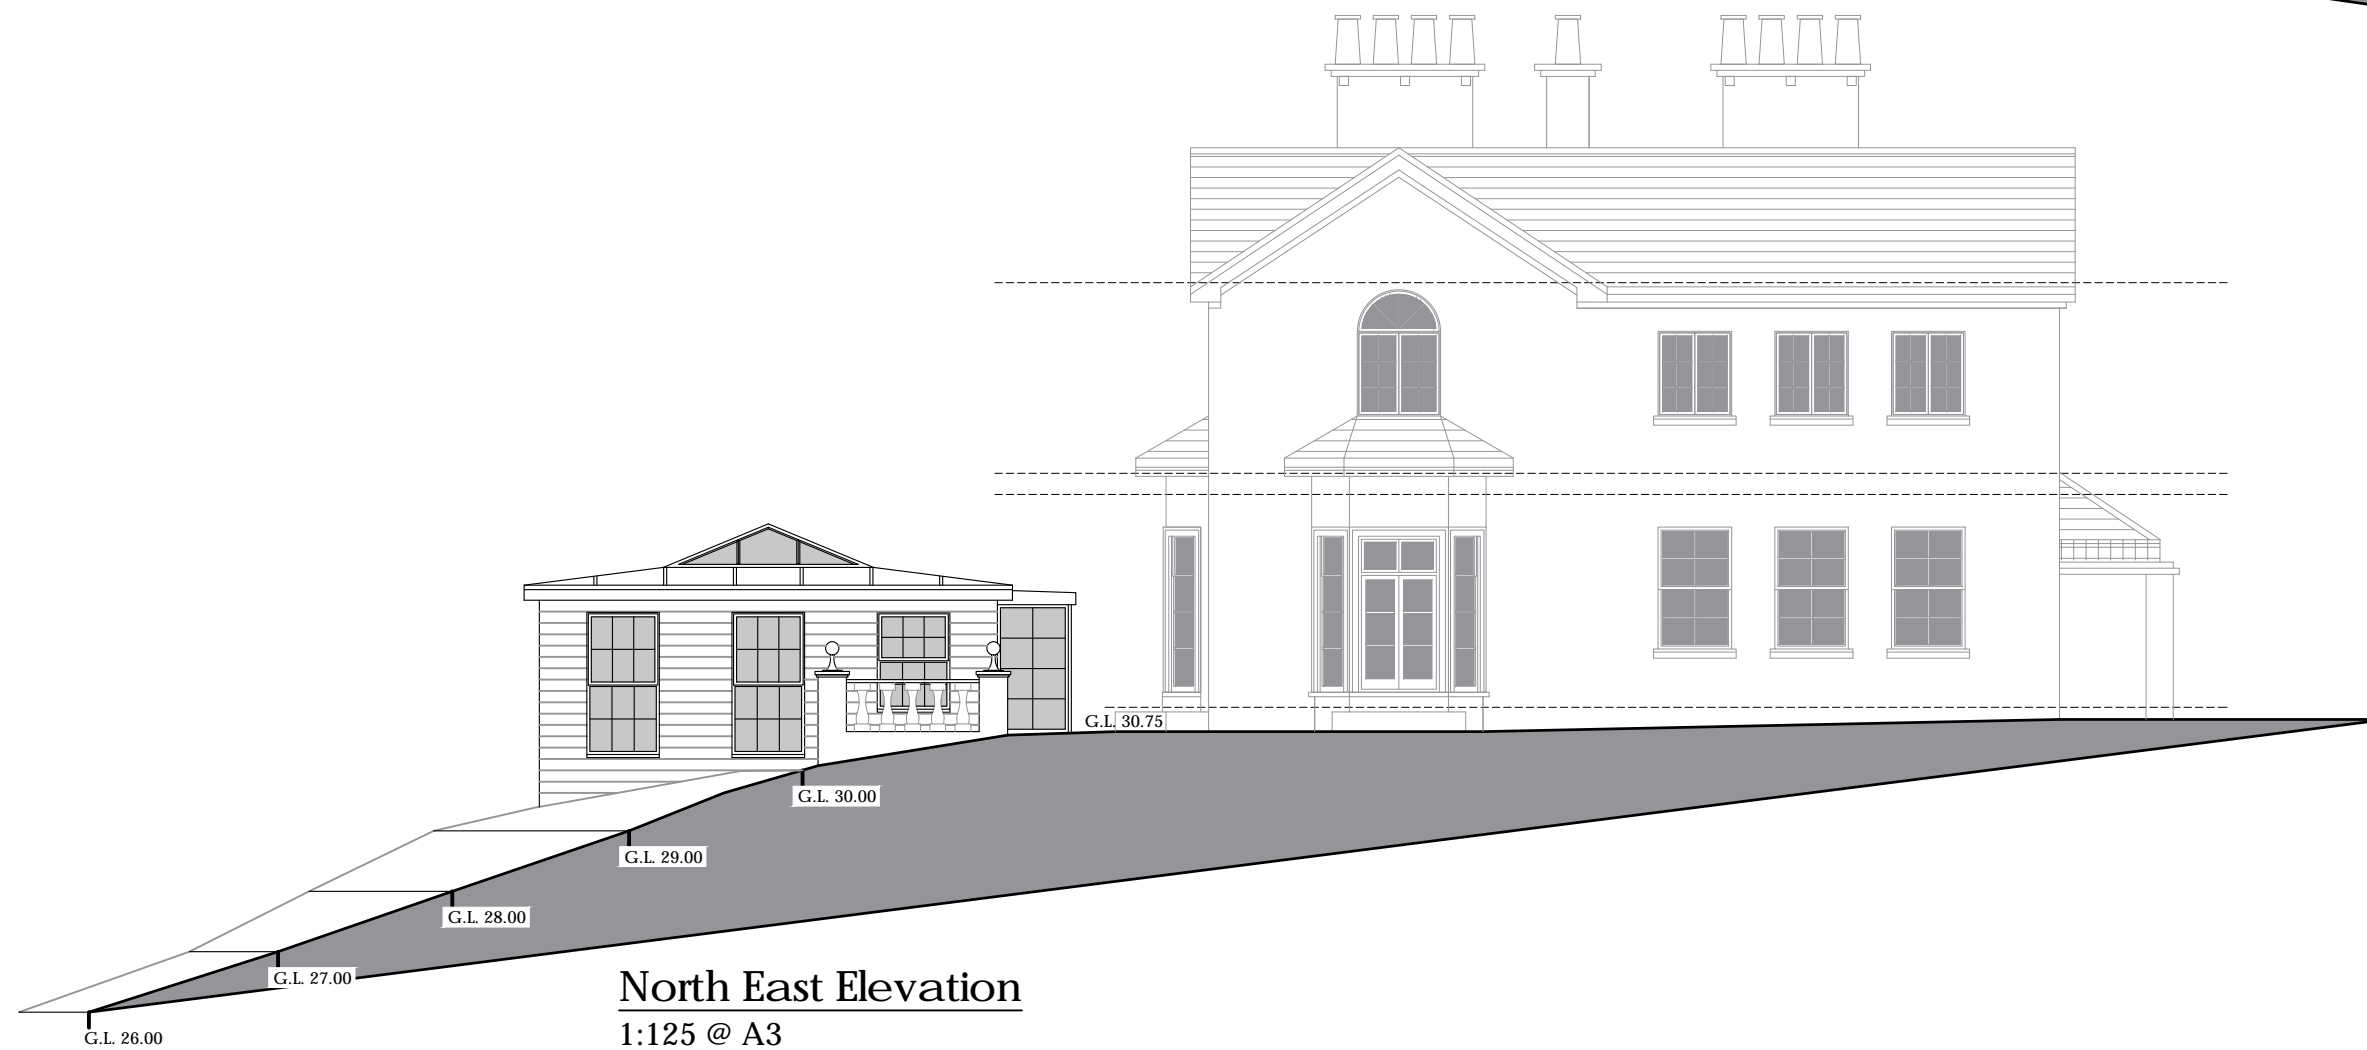 G.L. 30.75
G.L. 30.00
G.L. 29.00
G.L. 28.00
G.L. 27.00
North East Elevation
1:125 @ A3
G.L. 26.00